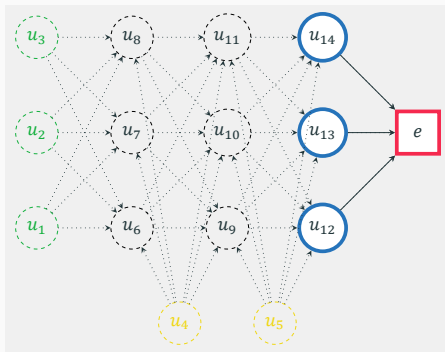 u₃ u₈ u₁₁ u₁₄
u₂ u₇ u₁₀ u₁₃ e
u₁ u₆ u₉ u₁₂
u₄ u₅